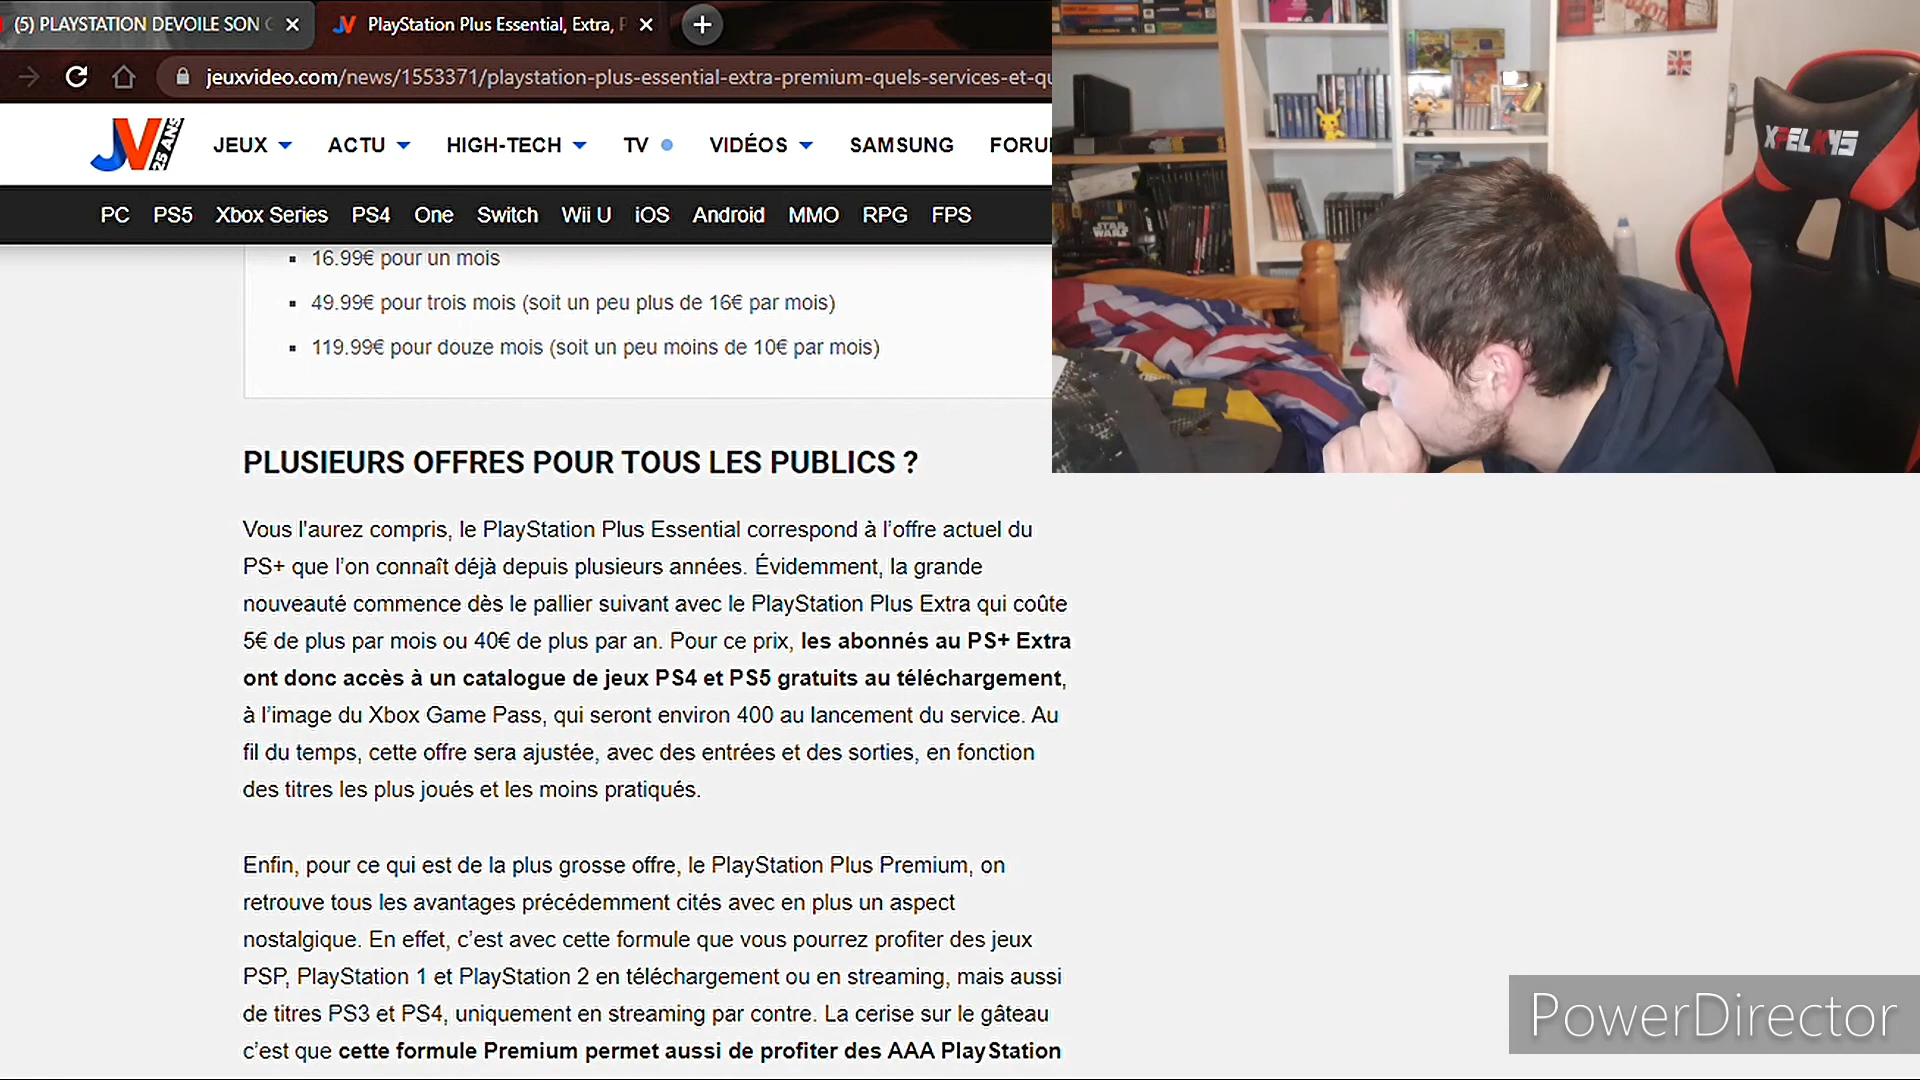 (5) PLAYSTATION DEVOILE SON
PlayStation Plus Essential, Extra, P
jeuxvideo.com/news/1553371/playstation-plus-essential-extra-premium-quels-services-et-qu
JV 25 ANS
JEUX ACTU HIGH-TECH TV VIDÉOS SAMSUNG FORU
PC PS5 Xbox Series PS4 One Switch Wii U iOS Android MMO RPG FPS
16.99€ pour un mois
49.99€ pour trois mois (soit un peu plus de 16€ par mois)
119.99€ pour douze mois (soit un peu moins de 10€ par mois)
PLUSIEURS OFFRES POUR TOUS LES PUBLICS ?
Vous l'aurez compris, le PlayStation Plus Essential correspond à l’offre actuel du
PS+ que l’on connaît déjà depuis plusieurs années. Évidemment, la grande
nouveauté commence dès le pallier suivant avec le PlayStation Plus Extra qui coûte
5€ de plus par mois ou 40€ de plus par an. Pour ce prix, les abonnés au PS+ Extra
ont donc accès à un catalogue de jeux PS4 et PS5 gratuits au téléchargement,
à l’image du Xbox Game Pass, qui seront environ 400 au lancement du service. Au
fil du temps, cette offre sera ajustée, avec des entrées et des sorties, en fonction
des titres les plus joués et les moins pratiqués.
Enfin, pour ce qui est de la plus grosse offre, le PlayStation Plus Premium, on
retrouve tous les avantages précédemment cités avec en plus un aspect
nostalgique. En effet, c’est avec cette formule que vous pourrez profiter des jeux
PSP, PlayStation 1 et PlayStation 2 en téléchargement ou en streaming, mais aussi
de titres PS3 et PS4, uniquement en streaming par contre. La cerise sur le gâteau
c’est que cette formule Premium permet aussi de profiter des AAA PlayStation
STAR WARS
PowerDirector